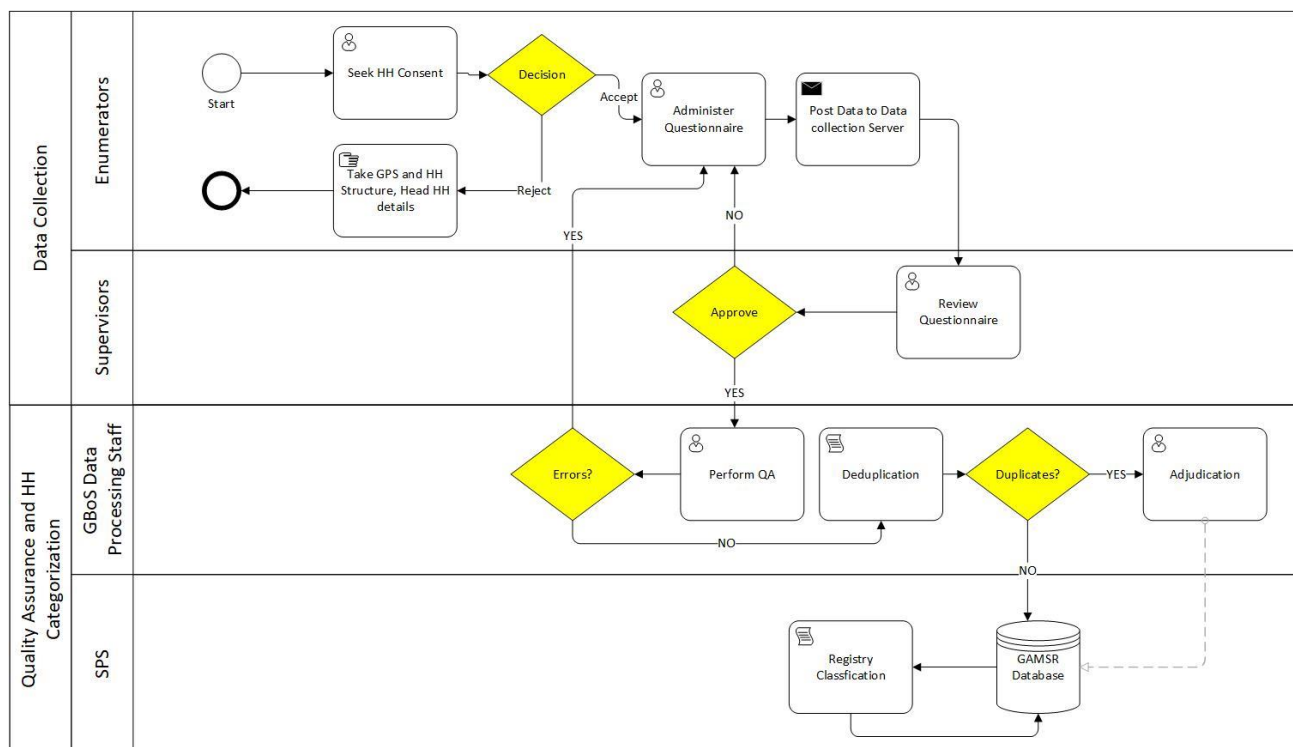 Data Collection
Enumerators
Start
Seek HH Consent
Decision
Accept
Administer
Questionnaire
Post Data to Data
collection Server
Take GPS and HH
Structure, Head HH
details
Reject
YES
NO
Supervisors
Approve
Review
Questionnaire
YES
Quality Assurance and HH
Categorization
GBoS Data
Processing Staff
Errors?
Perform QA
Deduplication
Duplicates?
YES
Adjudication
NO
NO
SPS
Registry
Classfication
GAMSR
Database